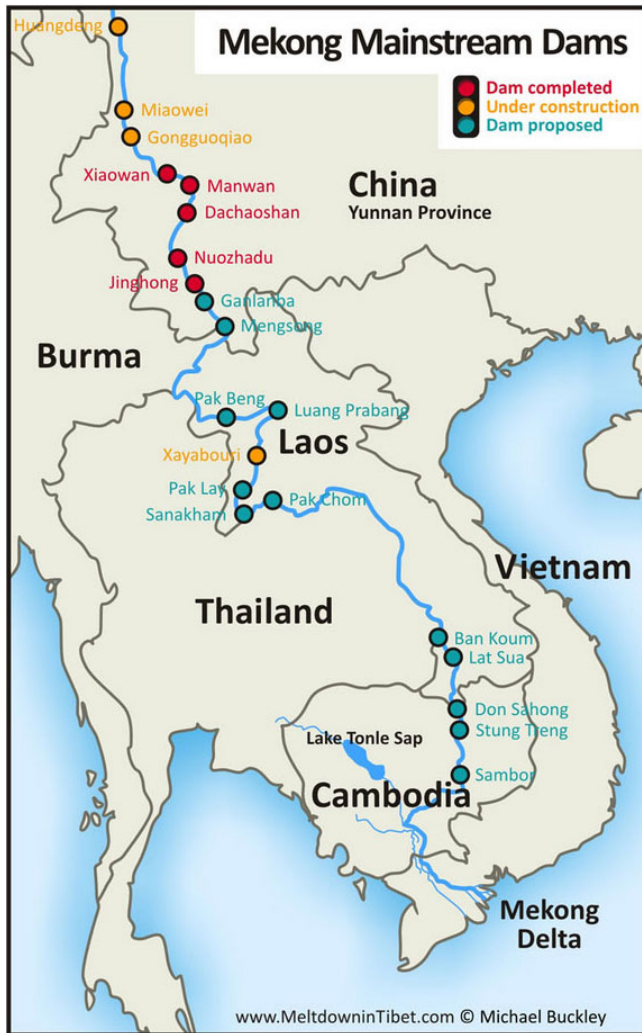 Mekong Mainstream Dams
Dam completed
Under construction
Dam proposed
Huangdeng
Miaowei
Gongguoqiao
Xiaowan
Manwan
China
Yunnan Province
Dachaoshan
Nuozhadu
Jinghong
Ganlanba
Mengsong
Burma
Pak Beng
Luang Prabang
Laos
Xayabouri
Pak Lay
Pak Chom
Sanakham
Vietnam
Thailand
Ban Koum
Lat Sua
Don Sahong
Stung Treng
Lake Tonle Sap
Sambor
Cambodia
Mekong
Delta
www.MeltdowninTibet.com © Michael Buckley